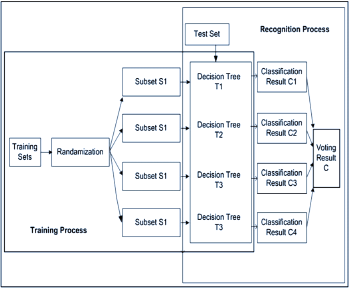 Test Set
Recognition Process
Subset S1
Decision Tree
T1
Classification
Result C1
Subset S1
Decision Tree
T2
Classification
Result C2
Training
Sets
Randomization
Voting
Result
C
Subset S1
Decision Tree
T3
Classification
Result C3
Subset S1
Decision Tree
T3
Classification
Result C4
Training Process